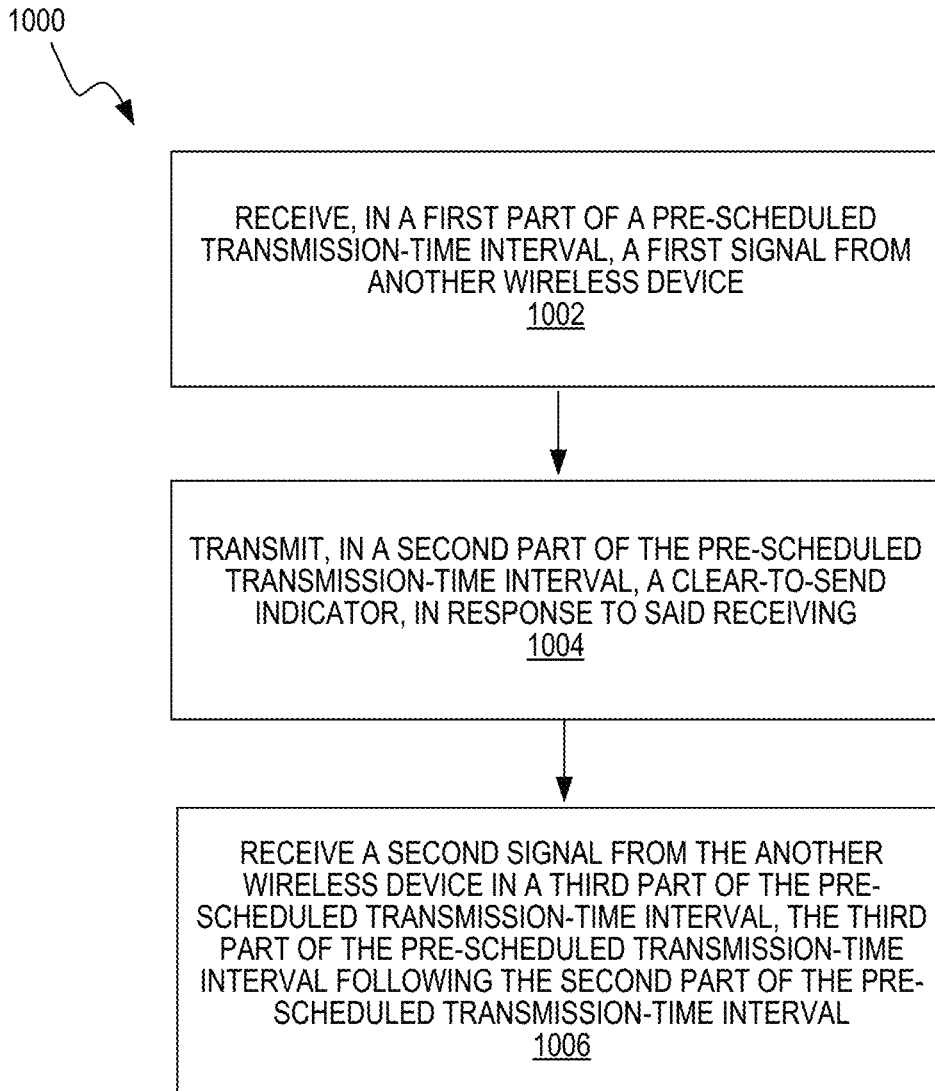 1000
RECEIVE, IN A FIRST PART OF A PRE-SCHEDULED
TRANSMISSION-TIME INTERVAL, A FIRST SIGNAL FROM
ANOTHER WIRELESS DEVICE
1002
TRANSMIT, IN A SECOND PART OF THE PRE-SCHEDULED
TRANSMISSION-TIME INTERVAL, A CLEAR-TO-SEND
INDICATOR, IN RESPONSE TO SAID RECEIVING
1004
RECEIVE A SECOND SIGNAL FROM THE ANOTHER
WIRELESS DEVICE IN A THIRD PART OF THE PRE-
SCHEDULED TRANSMISSION-TIME INTERVAL, THE THIRD
PART OF THE PRE-SCHEDULED TRANSMISSION-TIME
INTERVAL FOLLOWING THE SECOND PART OF THE PRE-
SCHEDULED TRANSMISSION-TIME INTERVAL
1006